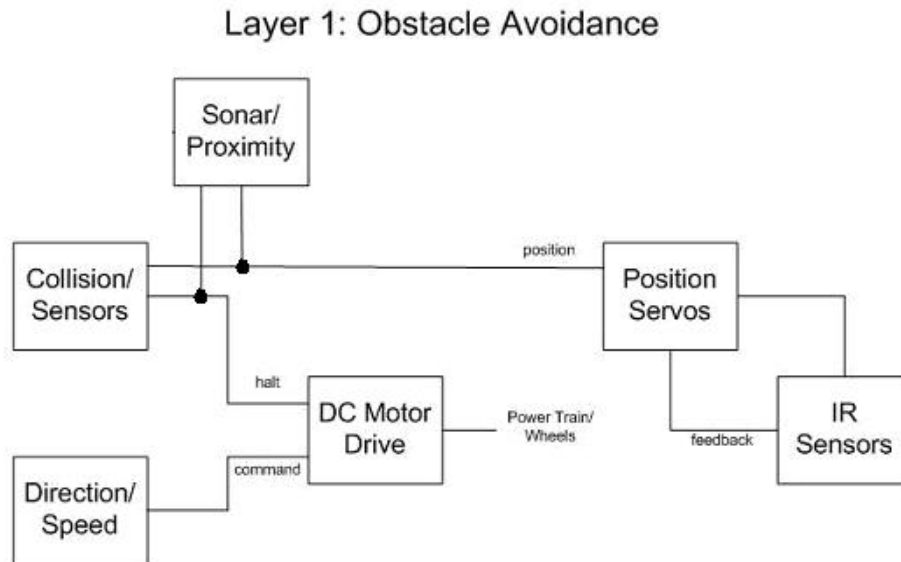 Layer 1: Obstacle Avoidance
Sonar/
Proximity
Collision/
Sensors
position
Position
Servos
halt
DC Motor
Drive
Power Train/
Wheels
feedback
IR
Sensors
command
Direction/
Speed